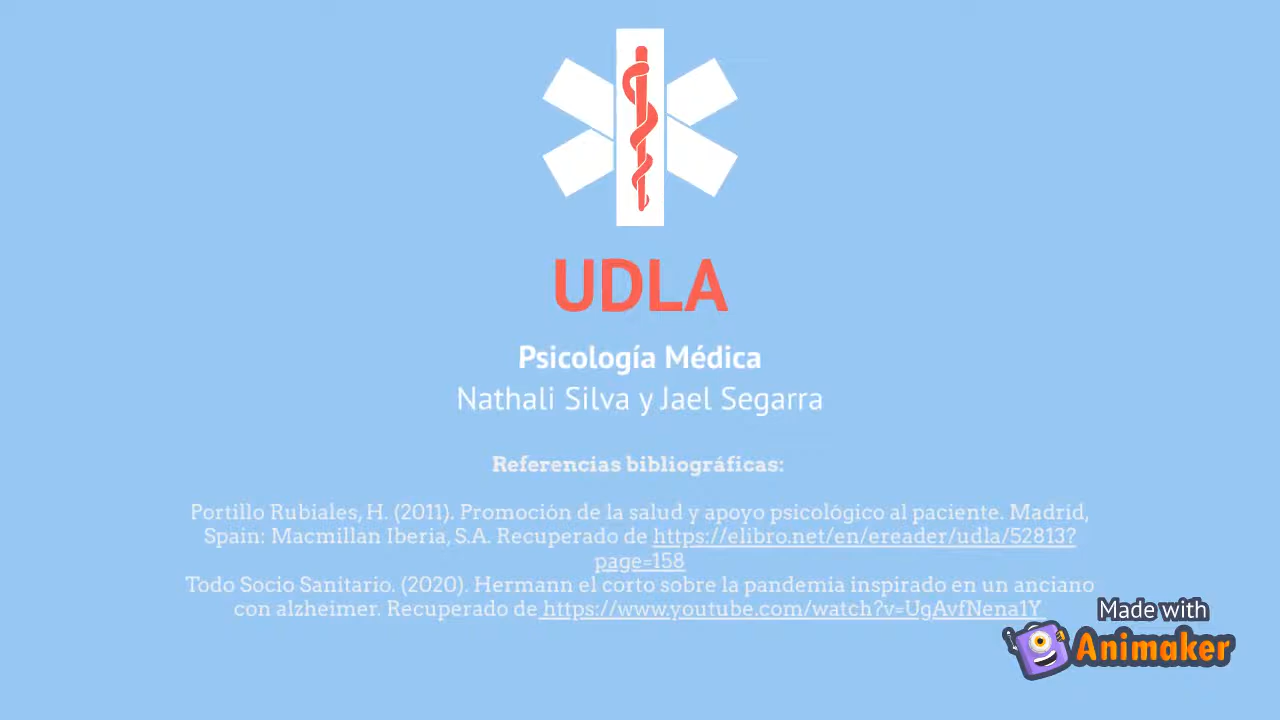 UDLA
Psicología Médica
Nathali Silva y Jael Segarra
Referencias bibliográficas:
Portillo Rubiales, H. (2011). Promoción de la salud y apoyo psicológico al paciente. Madrid,
Spain: Macmillan Iberia, S.A. Recuperado de https://elibro.net/en/ereader/udla/52813?
page=158
Todo Socio Sanitario. (2020). Hermann el corto sobre la pandemia inspirado en un anciano
con alzheimer. Recuperado de https://www.youtube.com/watch?v=UgAvfNena1Y
Made with
Animaker